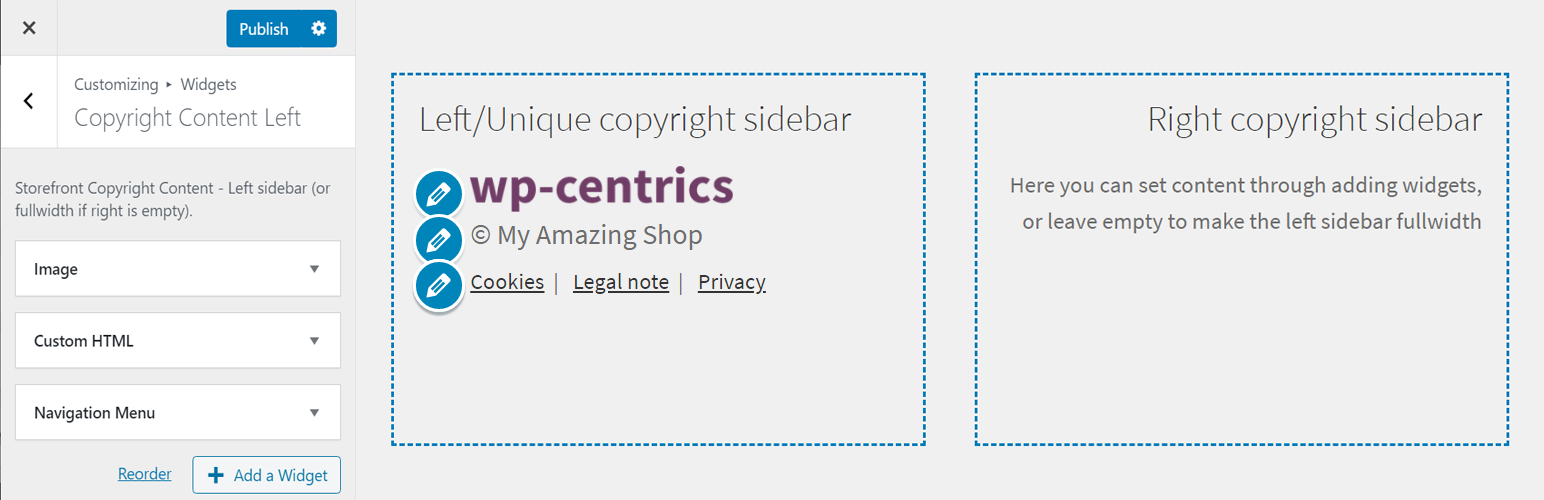 Publish
Customizing ▸ Widgets
Copyright Content Left
Storefront Copyright Content - Left sidebar (or
fullwidth if right is empty).
Image
Custom HTML
Navigation Menu
Reorder
Add a Widget
Left/Unique copyright sidebar
wp-centrics
© My Amazing Shop
Cookies | Legal note | Privacy
Right copyright sidebar
Here you can set content through adding widgets,
or leave empty to make the left sidebar fullwidth